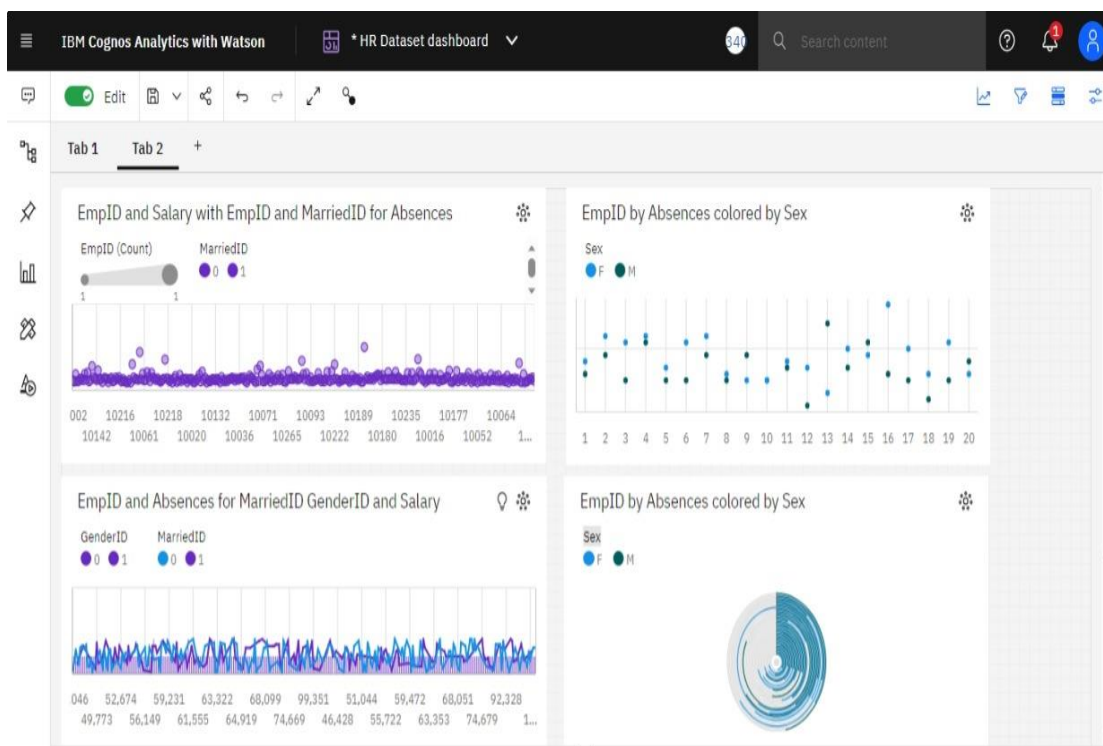 IBM Cognos Analytics with Watson
* HR Dataset dashboard
340
Search content
1
Edit
Tab 1 Tab 2 +
EmpID and Salary with EmpID and MarriedID for Absences
EmpID (Count) MarriedID
0 1
1 1
002 10216 10218 10132 10071 10093 10189 10235 10177 10064
10142 10061 10020 10036 10265 10222 10180 10016 10052 1...
EmpID by Absences colored by Sex
Sex
F M
1 2 3 4 5 6 7 8 9 10 11 12 13 14 15 16 17 18 19 20
EmpID and Absences for MarriedID GenderID and Salary
GenderID MarriedID
0 1 0 1
046 52,674 59,231 63,322 68,099 99,351 51,044 59,472 68,051 92,328
49,773 56,149 61,555 64,919 74,669 46,428 55,722 63,353 74,679 1...
EmpID by Absences colored by Sex
Sex
F M